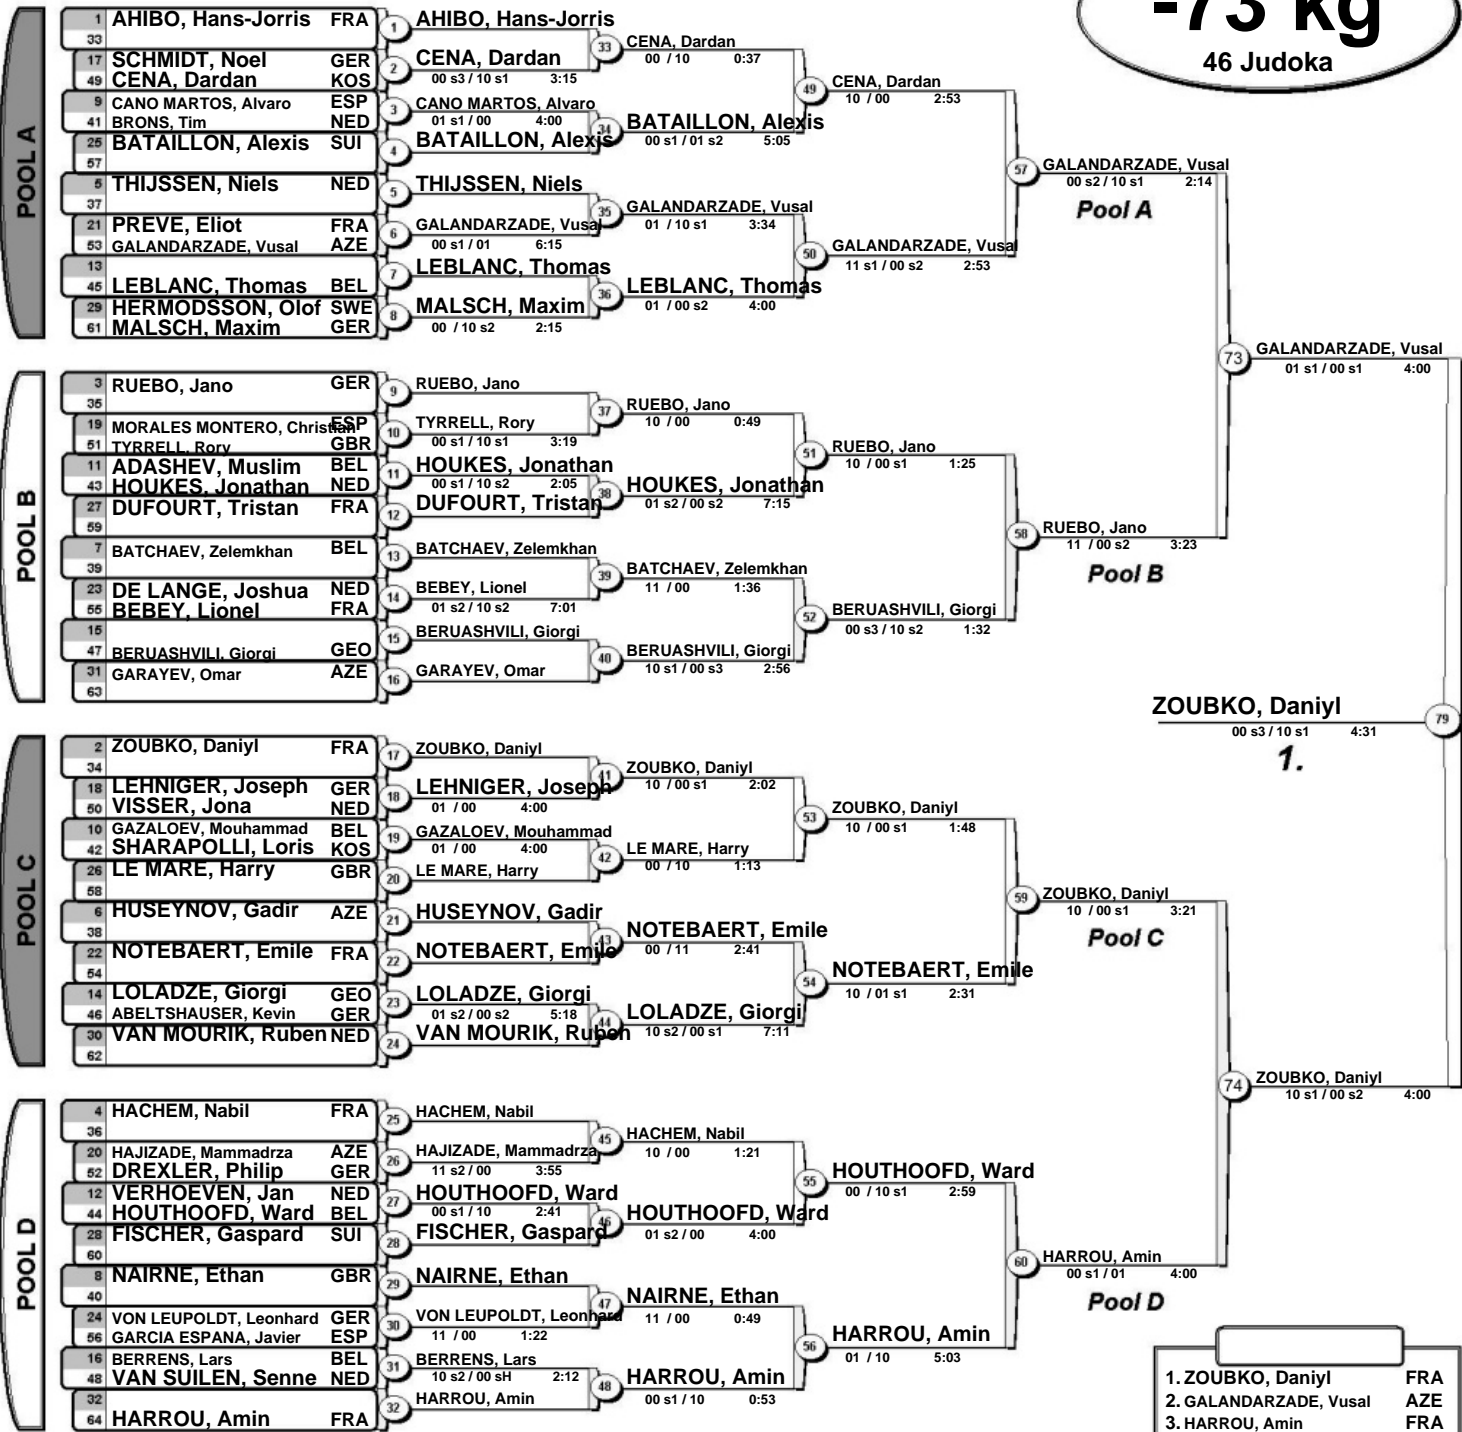 -73 kg
46 Judoka
POOL A
1 AHIBO, Hans-Jorris FRA
33
17 SCHMIDT, Noel GER
49 CENA, Dardan KOS
9 CANO MARTOS, Alvaro ESP
41 BRONS, Tim NED
25 BATAILLON, Alexis SUI
57
5 THIJSSEN, Niels NED
37
21 PREVE, Eliot FRA
53 GALANDARZADE, Vusal AZE
13
45 LEBLANC, Thomas BEL
29 HERMODSSON, Olof SWE
61 MALSCH, Maxim GER
1 AHIBO, Hans-Jorris
2 CENA, Dardan
00 s3 / 10 s1 3:15
3 CANO MARTOS, Alvaro
01 s1 / 00 4:00
4 BATAILLON, Alexis
5 THIJSSEN, Niels
6 GALANDARZADE, Vusal
00 s1 / 01 6:15
7 LEBLANC, Thomas
8 MALSCH, Maxim
00 / 10 s2 2:15
33 CENA, Dardan
00 / 10 0:37
34 BATAILLON, Alexis
00 s1 / 01 s2 5:05
35 GALANDARZADE, Vusal
01 / 10 s1 3:34
36 LEBLANC, Thomas
01 / 00 s2 4:00
49 CENA, Dardan
10 / 00 2:53
50 GALANDARZADE, Vusal
11 s1 / 00 s2 2:53
57 GALANDARZADE, Vusal
00 s2 / 10 s1 2:14
Pool A
POOL B
3 RUEBO, Jano GER
35
19 MORALES MONTERO, Christian ESP
51 TYRRELL, Rory GBR
11 ADASHEV, Muslim BEL
43 HOUKES, Jonathan NED
27 DUFOURT, Tristan FRA
59
7 BATCHAEV, Zelemkhan BEL
39
23 DE LANGE, Joshua NED
55 BEBEY, Lionel FRA
15
47 BERUASHVILI, Giorgi GEO
31 GARAYEV, Omar AZE
63
9 RUEBO, Jano
10 TYRRELL, Rory
00 s1 / 10 s1 3:19
11 HOUKES, Jonathan
00 s1 / 10 s2 2:05
12 DUFOURT, Tristan
13 BATCHAEV, Zelemkhan
14 BEBEY, Lionel
01 s2 / 10 s2 7:01
15 BERUASHVILI, Giorgi
16 GARAYEV, Omar
37 RUEBO, Jano
10 / 00 0:49
38 HOUKES, Jonathan
01 s2 / 00 s2 7:15
39 BATCHAEV, Zelemkhan
11 / 00 1:36
40 BERUASHVILI, Giorgi
10 s1 / 00 s3 2:56
51 RUEBO, Jano
10 / 00 s1 1:25
52 BERUASHVILI, Giorgi
00 s3 / 10 s2 1:32
58 RUEBO, Jano
11 / 00 s2 3:23
Pool B
73 GALANDARZADE, Vusal
01 s1 / 00 s1 4:00
ZOUBKO, Daniyl 79
00 s3 / 10 s1 4:31
1.
POOL C
2 ZOUBKO, Daniyl FRA
34
18 LEHNIGER, Joseph GER
50 VISSER, Jona NED
10 GAZALOEV, Mouhammad BEL
42 SHARAPOLLI, Loris KOS
26 LE MARE, Harry GBR
58
6 HUSEYNOV, Gadir AZE
38
22 NOTEBAERT, Emile FRA
54
14 LOLADZE, Giorgi GEO
46 ABELTSHAUSER, Kevin GER
30 VAN MOURIK, Ruben NED
62
17 ZOUBKO, Daniyl
18 LEHNIGER, Joseph
01 / 00 4:00
19 GAZALOEV, Mouhammad
01 / 00 4:00
20 LE MARE, Harry
21 HUSEYNOV, Gadir
22 NOTEBAERT, Emile
23 LOLADZE, Giorgi
01 s2 / 00 s2 5:18
24 VAN MOURIK, Ruben
41 ZOUBKO, Daniyl
10 / 00 s1 2:02
42 LE MARE, Harry
00 / 10 1:13
43 NOTEBAERT, Emile
00 / 11 2:41
44 LOLADZE, Giorgi
10 s2 / 00 s1 7:11
53 ZOUBKO, Daniyl
10 / 00 s1 1:48
54 NOTEBAERT, Emile
10 / 01 s1 2:31
59 ZOUBKO, Daniyl
10 / 00 s1 3:21
Pool C
74 ZOUBKO, Daniyl
10 s1 / 00 s2 4:00
POOL D
4 HACHEM, Nabil FRA
36
20 HAJIZADE, Mammadrza AZE
52 DREXLER, Philip GER
12 VERHOEVEN, Jan NED
44 HOUTHOOFD, Ward BEL
28 FISCHER, Gaspard SUI
60
8 NAIRNE, Ethan GBR
40
24 VON LEUPOLDT, Leonhard GER
56 GARCIA ESPANA, Javier ESP
16 BERRENS, Lars BEL
48 VAN SUILEN, Senne NED
32
64 HARROU, Amin FRA
25 HACHEM, Nabil
26 HAJIZADE, Mammadrza
11 s2 / 00 3:55
27 HOUTHOOFD, Ward
00 s1 / 10 2:41
28 FISCHER, Gaspard
29 NAIRNE, Ethan
30 VON LEUPOLDT, Leonhard
11 / 00 1:22
31 BERRENS, Lars
10 s2 / 00 sH 2:12
32 HARROU, Amin
45 HACHEM, Nabil
10 / 00 1:21
46 HOUTHOOFD, Ward
01 s2 / 00 4:00
47 NAIRNE, Ethan
11 / 00 0:49
48 HARROU, Amin
00 s1 / 10 0:53
55 HOUTHOOFD, Ward
00 / 10 s1 2:59
56 HARROU, Amin
01 / 10 5:03
60 HARROU, Amin
00 s1 / 01 4:00
Pool D
1. ZOUBKO, Daniyl FRA
2. GALANDARZADE, Vusal AZE
3. HARROU, Amin FRA